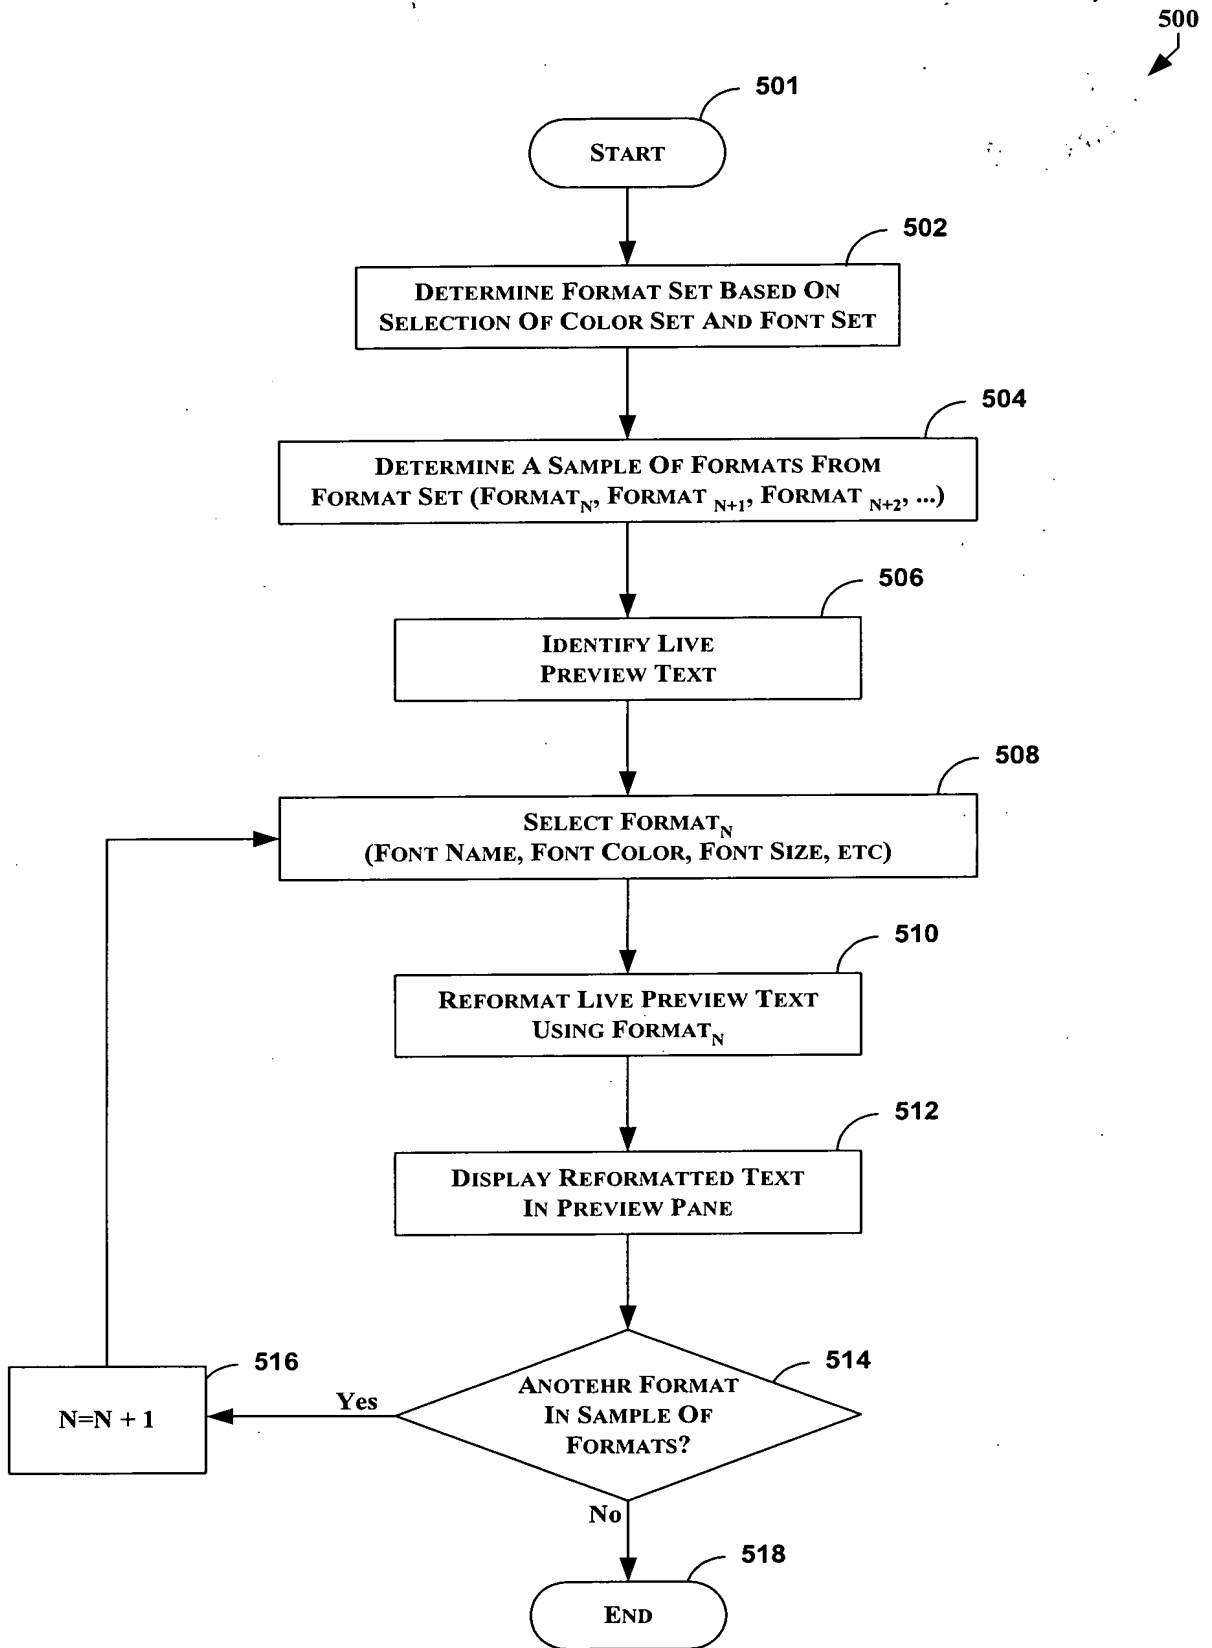 500
501
START
502
DETERMINE FORMAT SET BASED ON
SELECTION OF COLOR SET AND FONT SET
504
DETERMINE A SAMPLE OF FORMATS FROM
FORMAT SET (FORMATN, FORMAT N+1, FORMAT N+2, ...)
506
IDENTIFY LIVE
PREVIEW TEXT
508
SELECT FORMATN
(FONT NAME, FONT COLOR, FONT SIZE, ETC)
510
REFORMAT LIVE PREVIEW TEXT
USING FORMATN
512
DISPLAY REFORMATTED TEXT
IN PREVIEW PANE
514
ANOTEHR FORMAT
IN SAMPLE OF
FORMATS?
Yes
516
N=N + 1
No
518
END